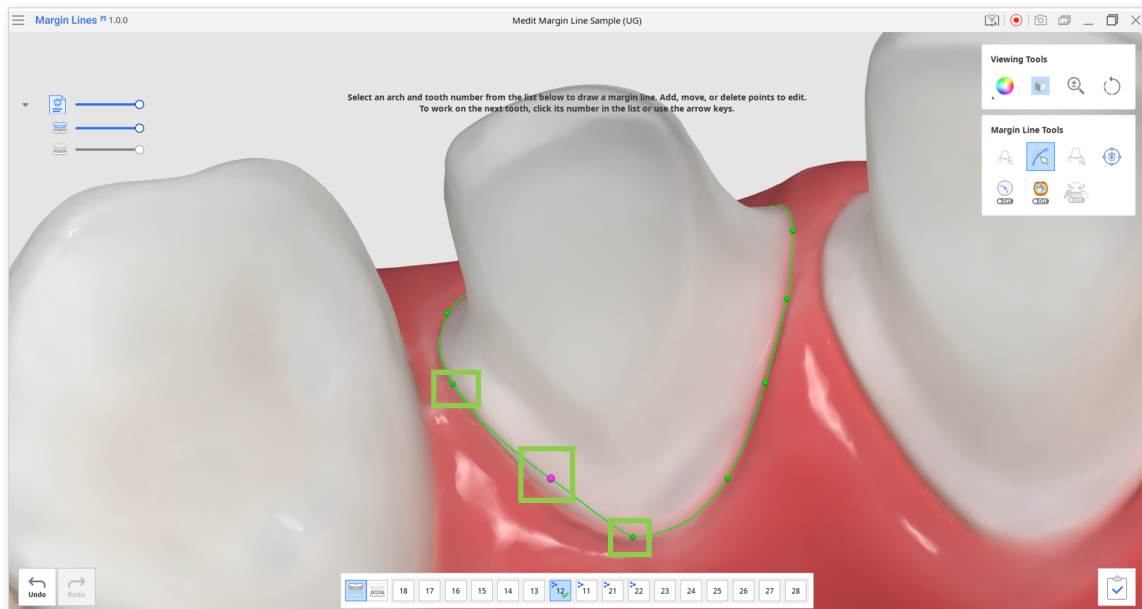 Margin Lines 1.0.0
Medit Margin Line Sample (UG)
Viewing Tools
Select an arch and tooth number from the list below to draw a margin line. Add, move, or delete points to edit.
To work on the next tooth, click its number in the list or use the arrow keys.
Margin Line Tools
Off
Off
Off
Undo
Redo
18 17 16 15 14 13 12 11 21 22 23 24 25 26 27 28